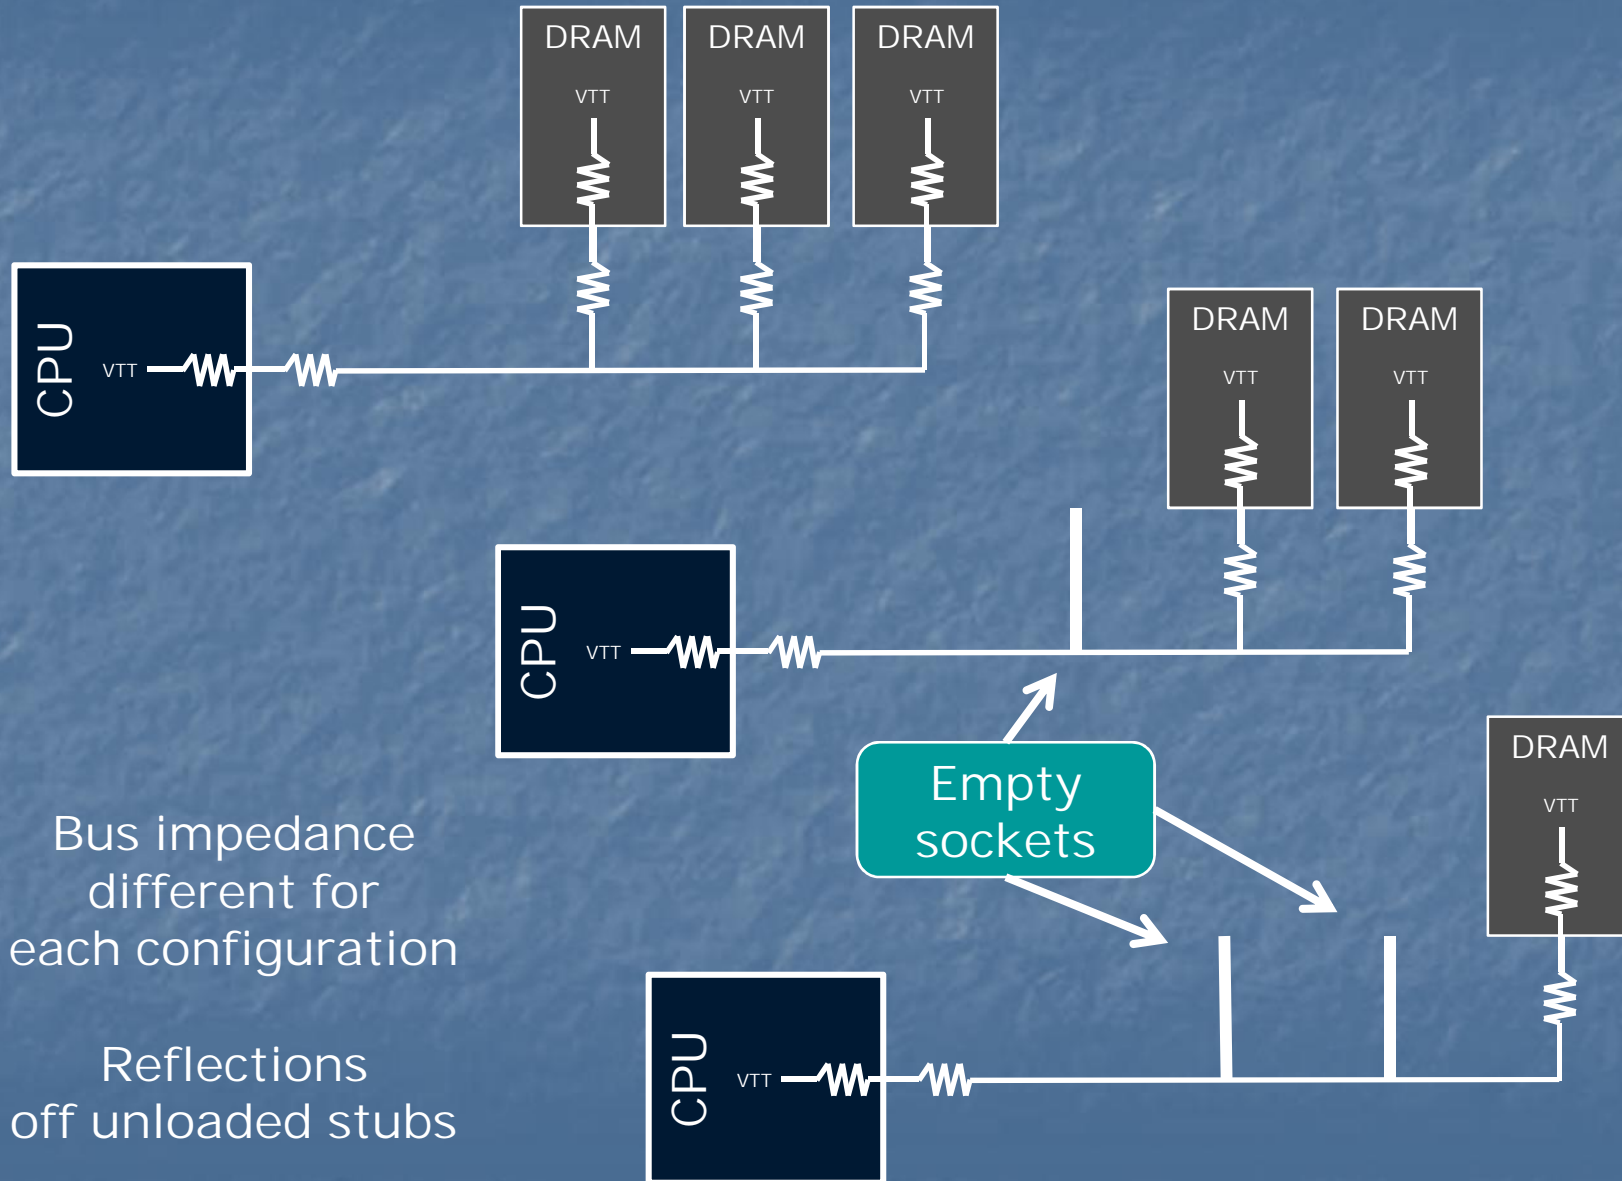 DRAM
VTT
DRAM
VTT
DRAM
VTT
CPU
VTT
DRAM
VTT
DRAM
VTT
CPU
VTT
Empty
sockets
DRAM
VTT
CPU
VTT
Bus impedance
different for
each configuration
Reflections
off unloaded stubs